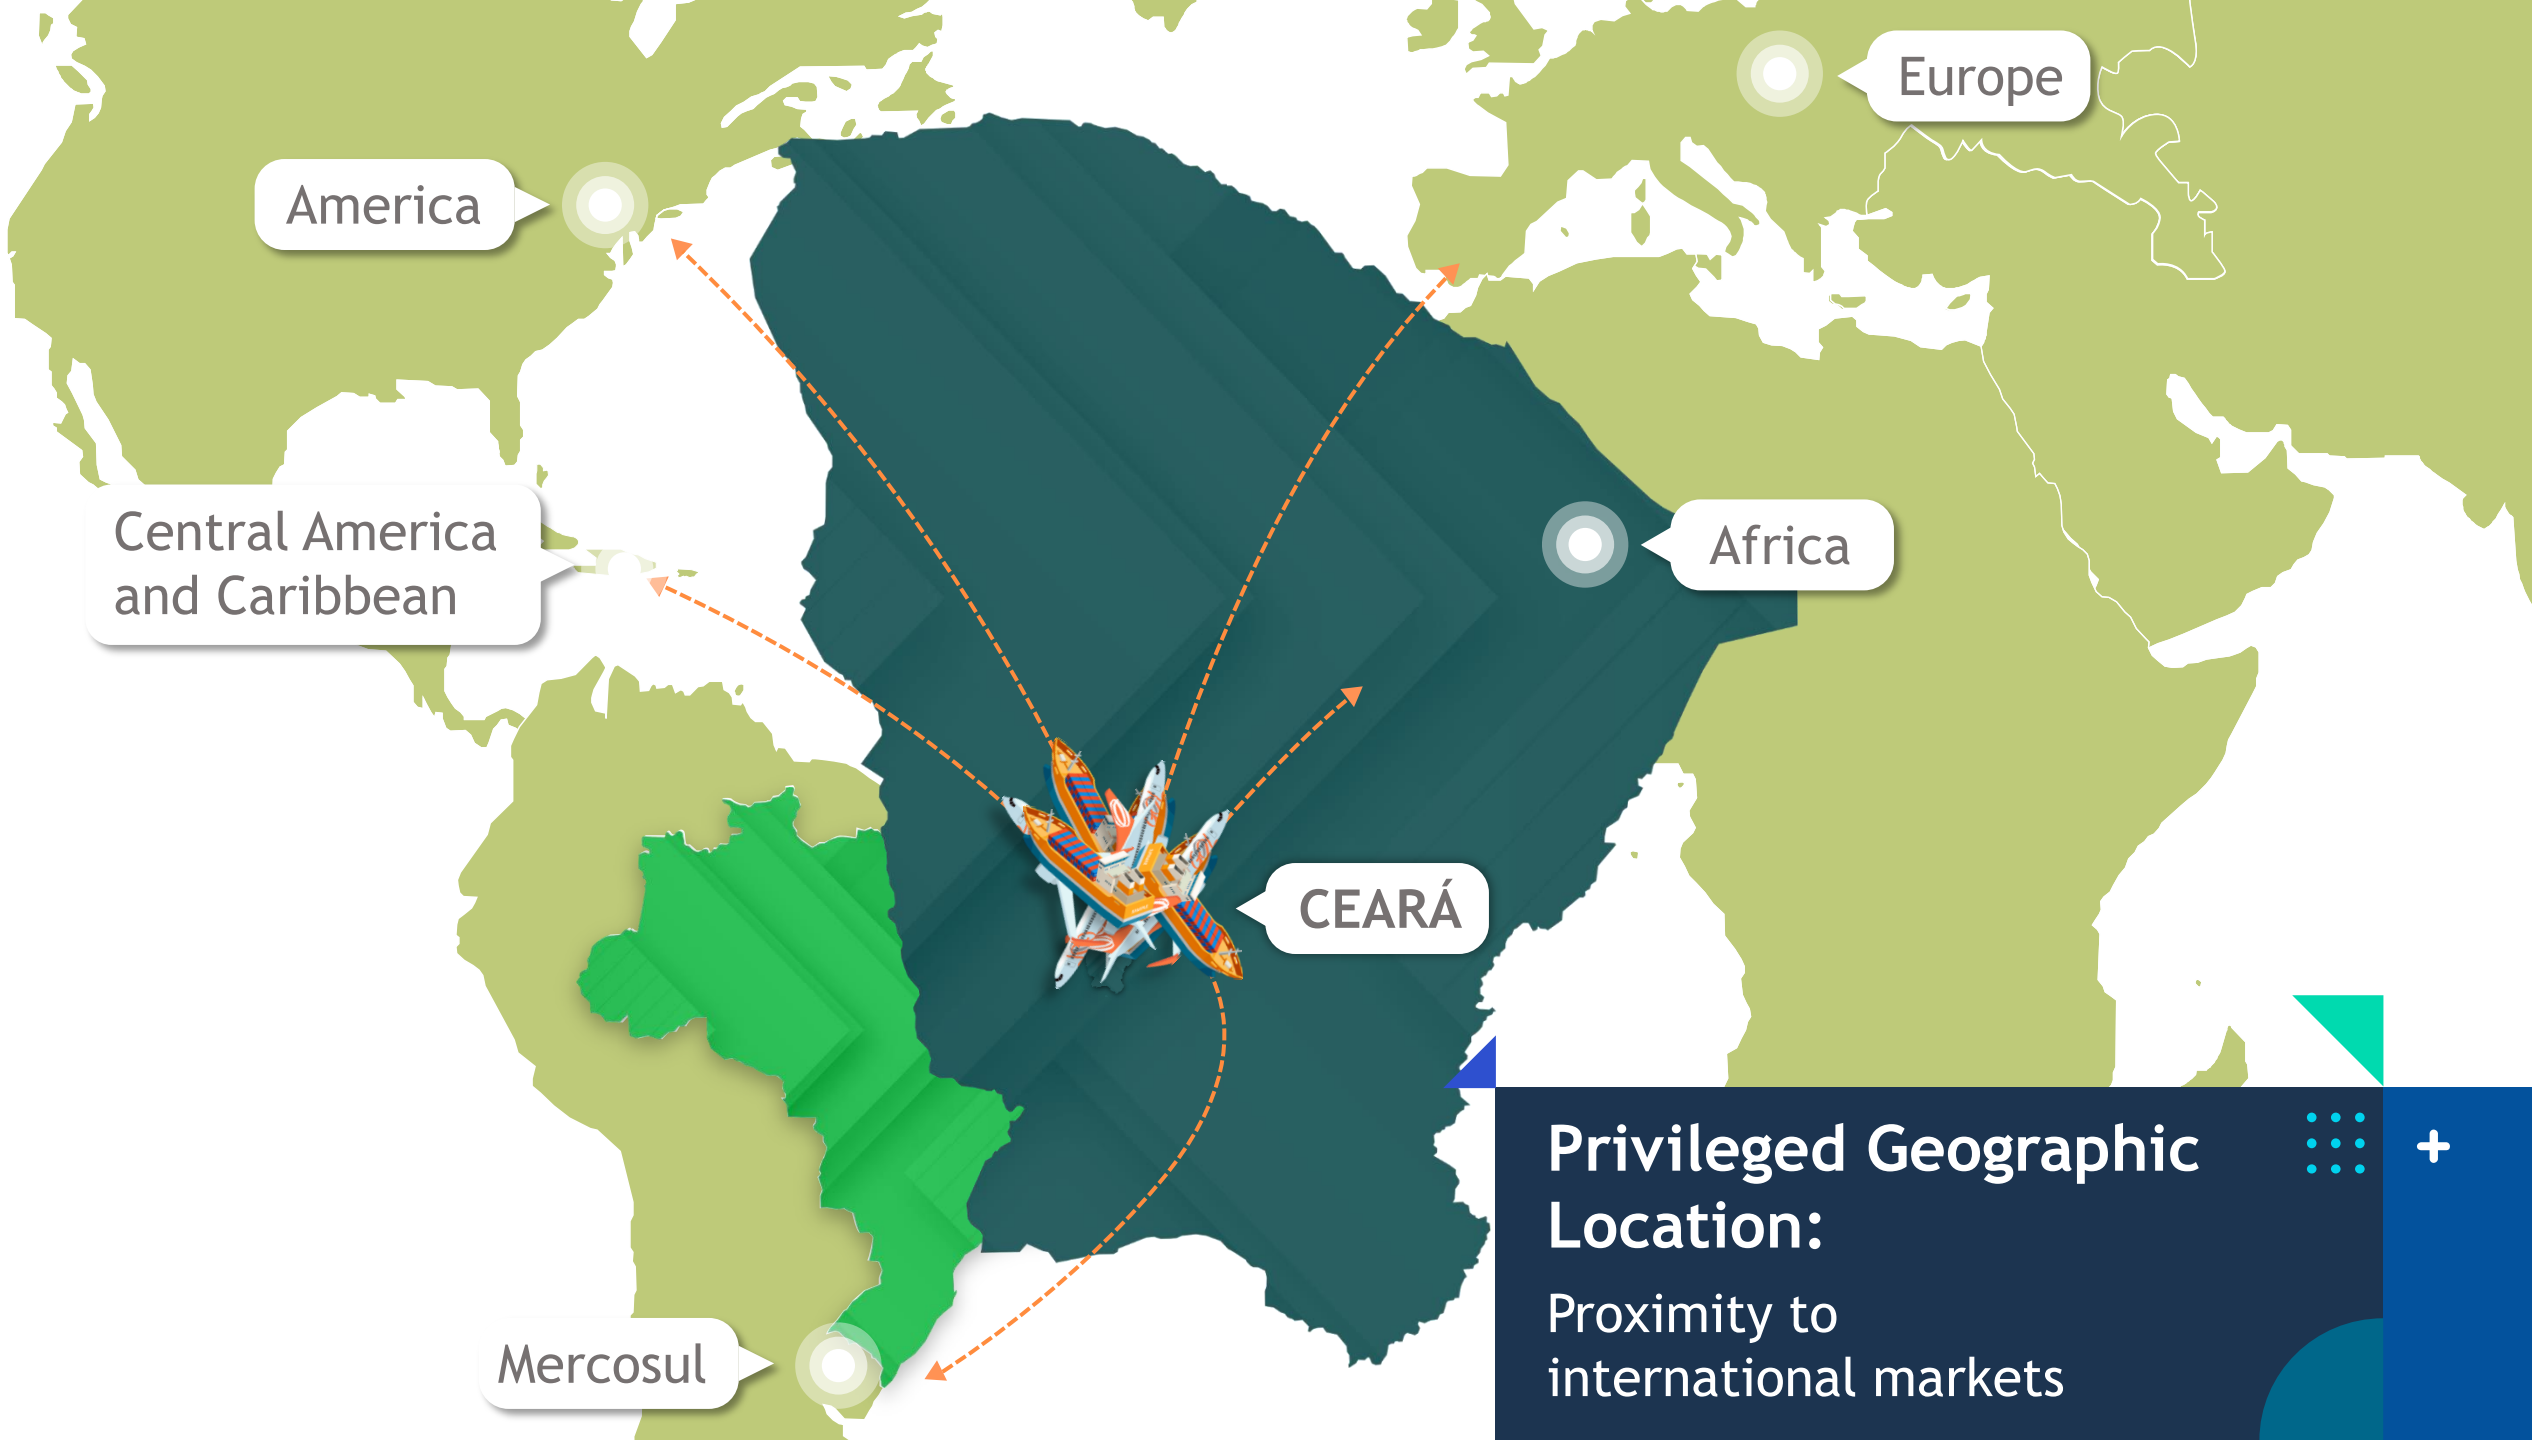 Europe
America
Central America
and Caribbean
Africa
CEARÁ
Mercosul
Privileged Geographic
Location:
Proximity to
international markets
+